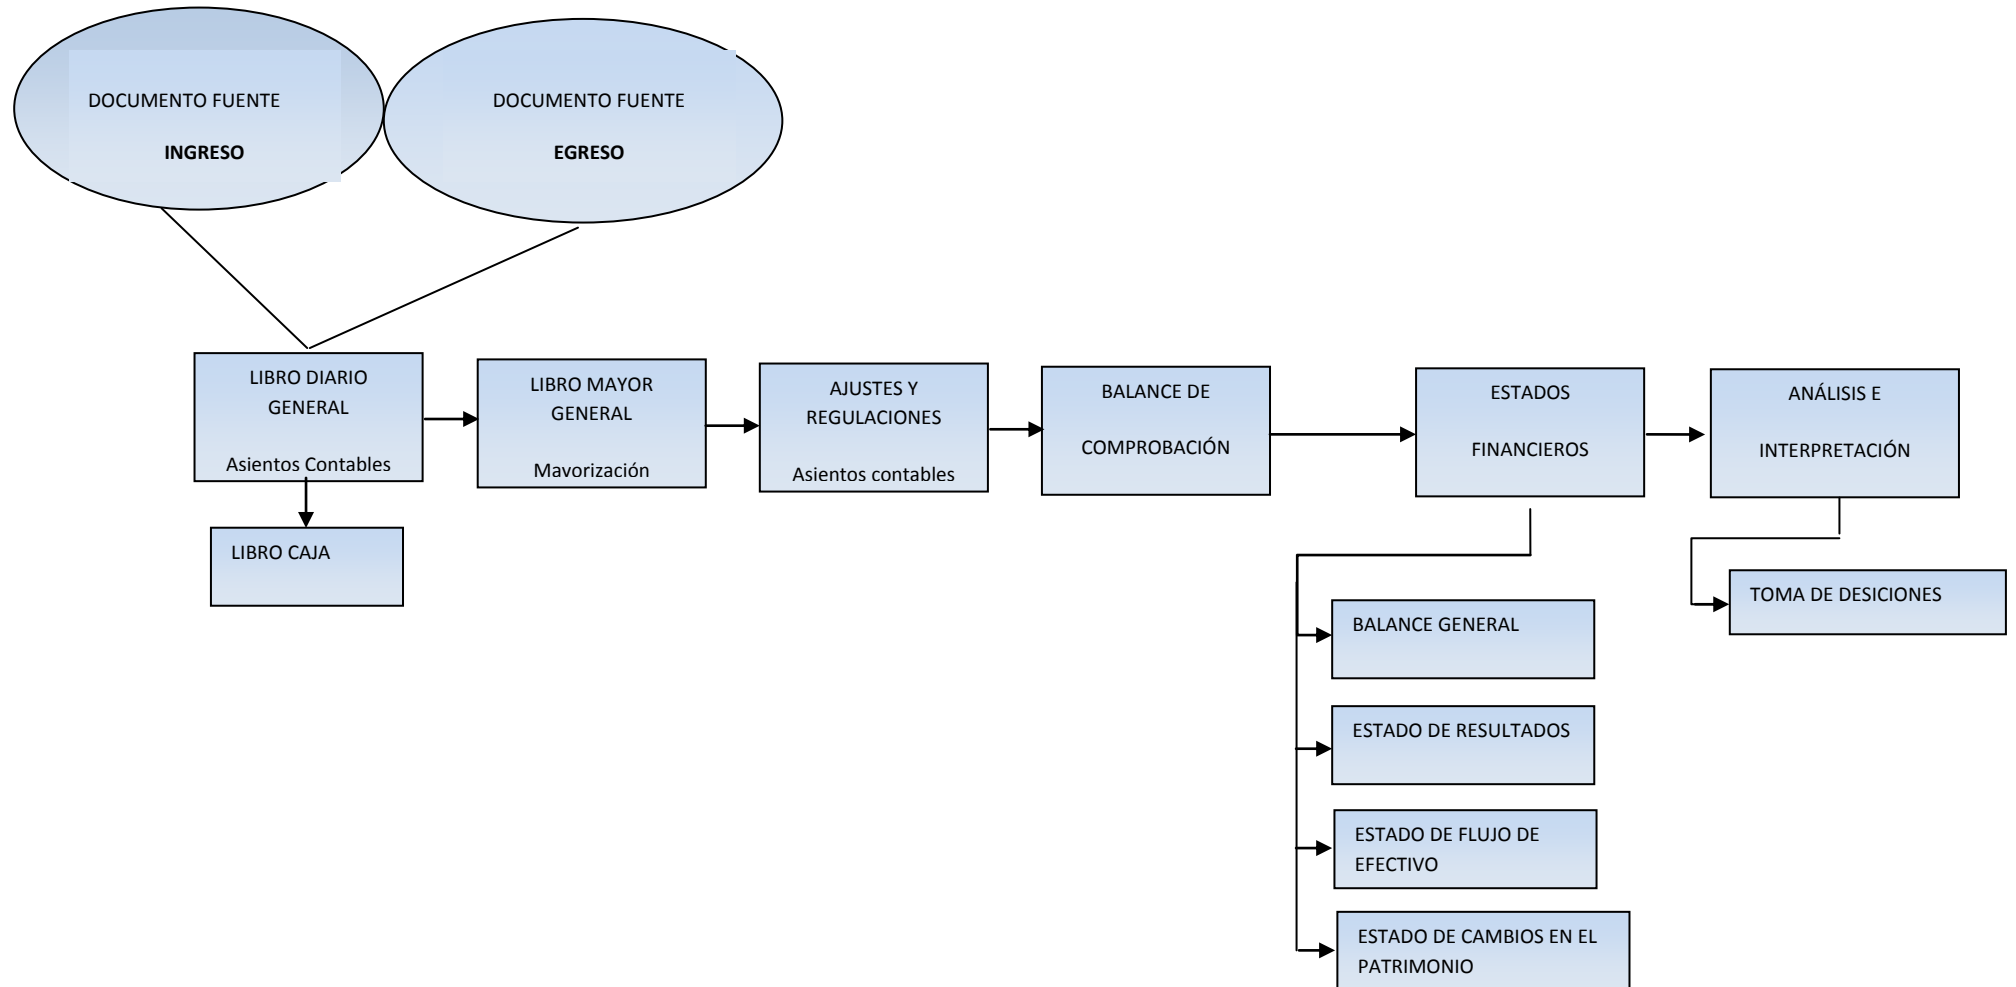 DOCUMENTO FUENTE
INGRESO
DOCUMENTO FUENTE
EGRESO
LIBRO DIARIO
GENERAL
Asientos Contables
LIBRO MAYOR
GENERAL
Mavorización
AJUSTES Y
REGULACIONES
Asientos contables
BALANCE DE
COMPROBACIÓN
ESTADOS
FINANCIEROS
ANÁLISIS E
INTERPRETACIÓN
LIBRO CAJA
TOMA DE DESICIONES
BALANCE GENERAL
ESTADO DE RESULTADOS
ESTADO DE FLUJO DE
EFECTIVO
ESTADO DE CAMBIOS EN EL
PATRIMONIO